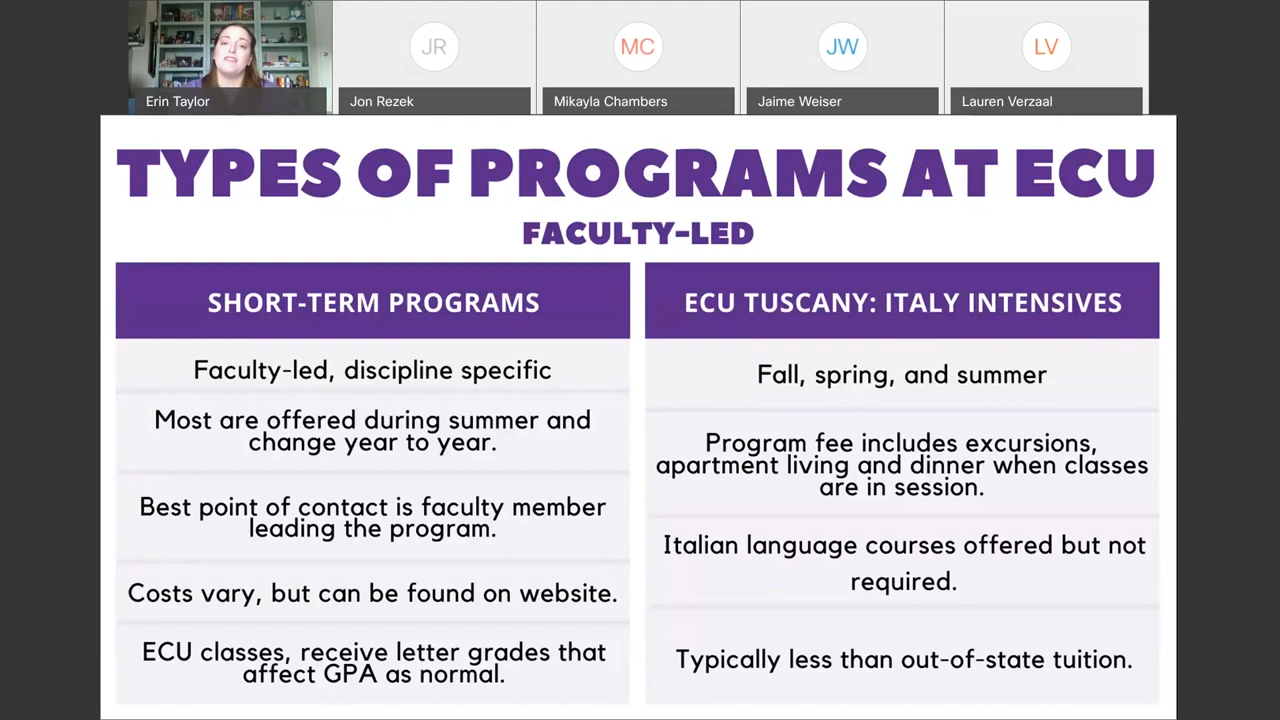 JR
MC
JW
LV
Erin Taylor
Jon Rezek
Mikayla Chambers
Jaime Weiser
Lauren Verzaal
TYPES OF PROGRAMS AT ECU
FACULTY-LED
SHORT-TERM PROGRAMS
Faculty-led, discipline specific
Most are offered during summer and
change year to year.
Best point of contact is faculty member
leading the program.
Costs vary, but can be found on website.
ECU classes, receive letter grades that
affect GPA as normal.
ECU TUSCANY: ITALY INTENSIVES
Fall, spring, and summer
Program fee includes excursions,
apartment living and dinner when classes
are in session.
Italian language courses offered but not
required.
Typically less than out-of-state tuition.